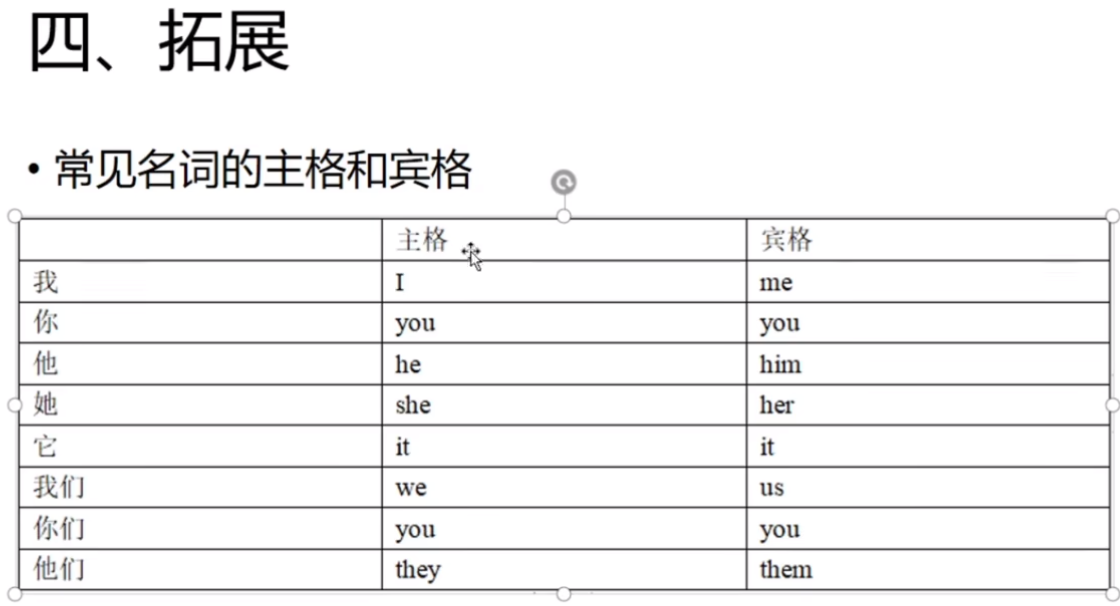 四、拓展
• 常见名词的主格和宾格
主格 宾格
我 I me
你 you you
他 he him
她 she her
它 it it
我们 we us
你们 you you
他们 they them